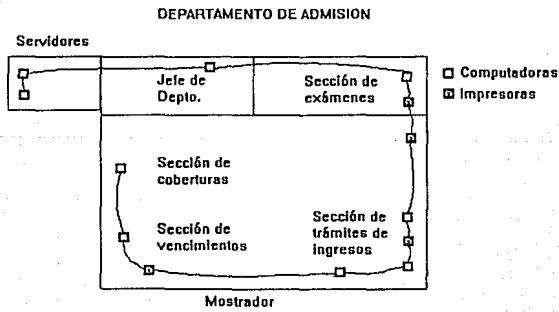 DEPARTAMENTO DE ADMISION
Servidores
Jefe de
Depto.
Sección de
exámenes
Computadoras
Impresoras
Sección de
coberturas
Sección de
vencimientos
Sección de
trámites de
ingresos
Mostrador